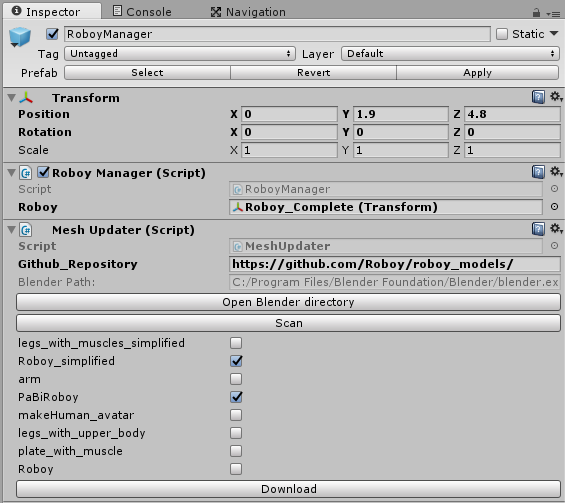 Inspector Console Navigation
RoboyManager Static
Tag Untagged Layer Default
Prefab Select Revert Apply
Transform
Position X 0 Y 1.9 Z 4.8
Rotation X 0 Y 0 Z 0
Scale X 1 Y 1 Z 1
Roboy Manager (Script)
Script RoboyManager
Roboy Roboy_Complete (Transform)
Mesh Updater (Script)
Script MeshUpdater
Github_Repository https://github.com/Roboy/roboy_models/
Blender Path: C:/Program Files/Blender Foundation/Blender/blender.ex
Open Blender directory
Scan
legs_with_muscles_simplified
Roboy_simplified
arm
PaBiRoboy
makeHuman_avatar
legs_with_upper_body
plate_with_muscle
Roboy
Download